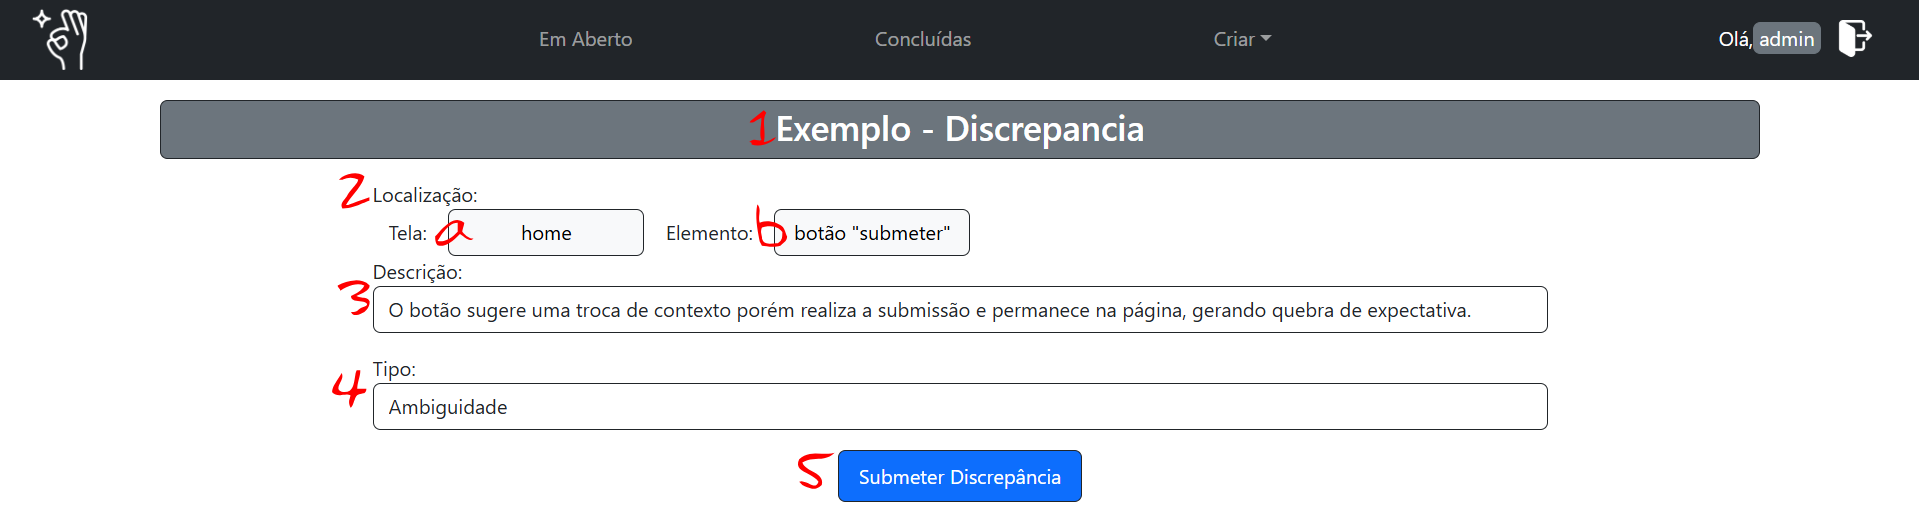 Em Aberto Concluídas Criar Olá, admin
1 Exemplo - Discrepancia
2 Localização:
Tela: a home Elemento: b botão "submeter"
Descrição:
3 O botão sugere uma troca de contexto porém realiza a submissão e permanece na página, gerando quebra de expectativa.
Tipo:
4 Ambiguidade
5 Submeter Discrepância